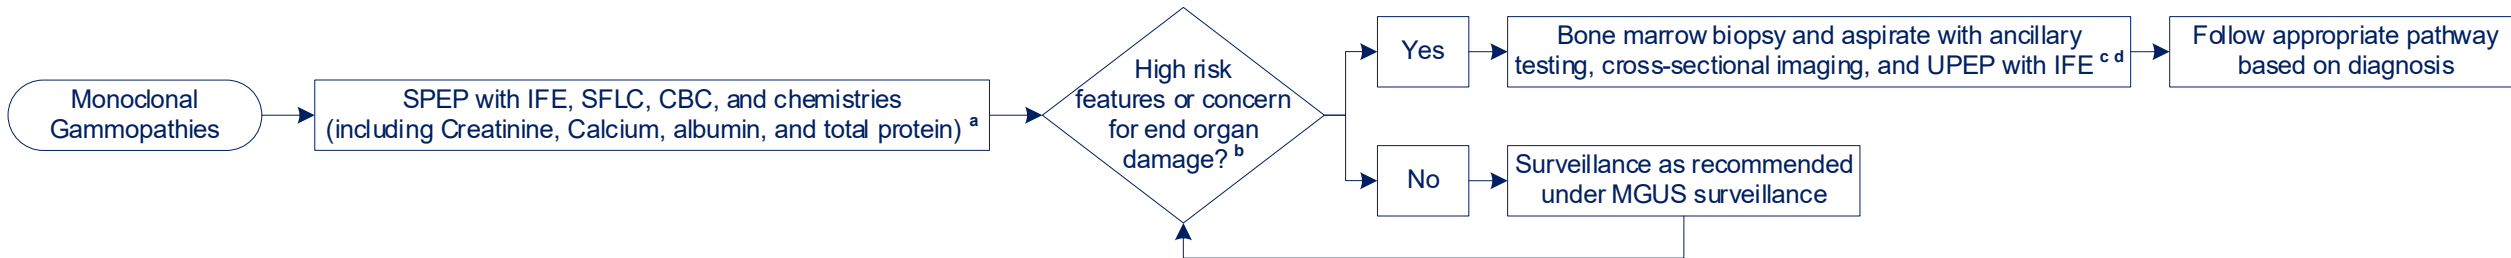 Monoclonal
Gammopathies
SPEP with IFE, SFLC, CBC, and chemistries
(including Creatinine, Calcium, albumin, and total protein) a
High risk
features or concern
for end organ
damage? b
Yes
Bone marrow biopsy and aspirate with ancillary
testing, cross-sectional imaging, and UPEP with IFE c d
Follow appropriate pathway
based on diagnosis
No
Surveillance as recommended
under MGUS surveillance